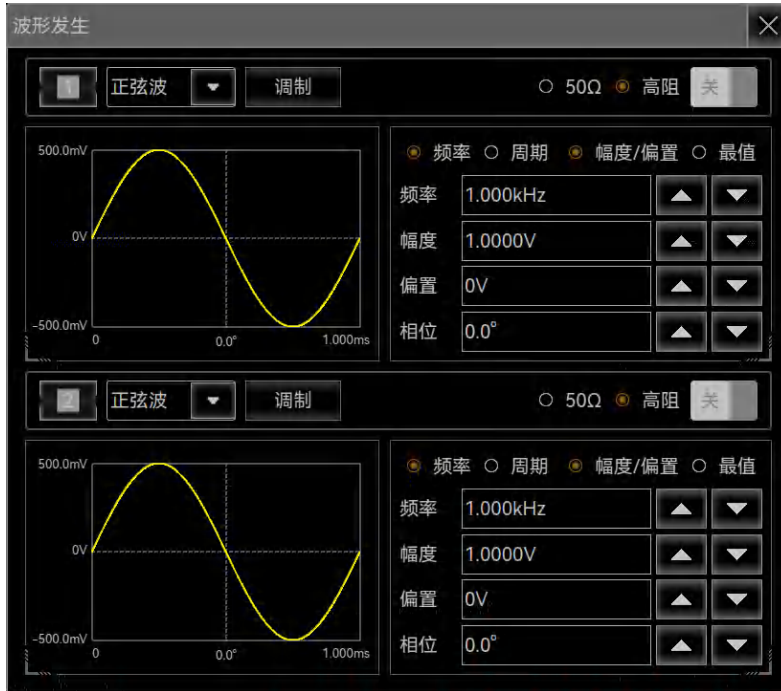 波形发生
1 正弦波 调制 50Ω 高阻 关
频率 周期 幅度/偏置 最值
500.0mV
0V
-500.0mV
0 0.0° 1.000ms
频率 1.000kHz
幅度 1.0000V
偏置 0V
相位 0.0°
2 正弦波 调制 50Ω 高阻 关
频率 周期 幅度/偏置 最值
500.0mV
0V
-500.0mV
0 0.0° 1.000ms
频率 1.000kHz
幅度 1.0000V
偏置 0V
相位 0.0°